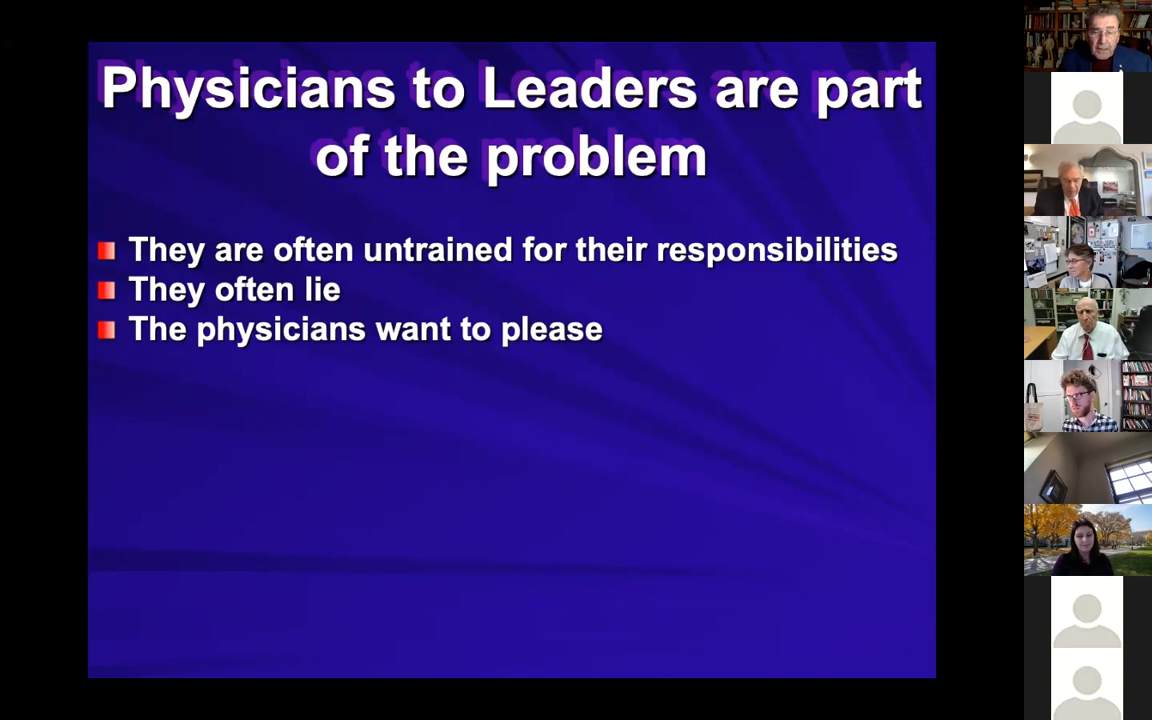 Physicians to Leaders are part
of the problem
They are often untrained for their responsibilities
They often lie
The physicians want to please